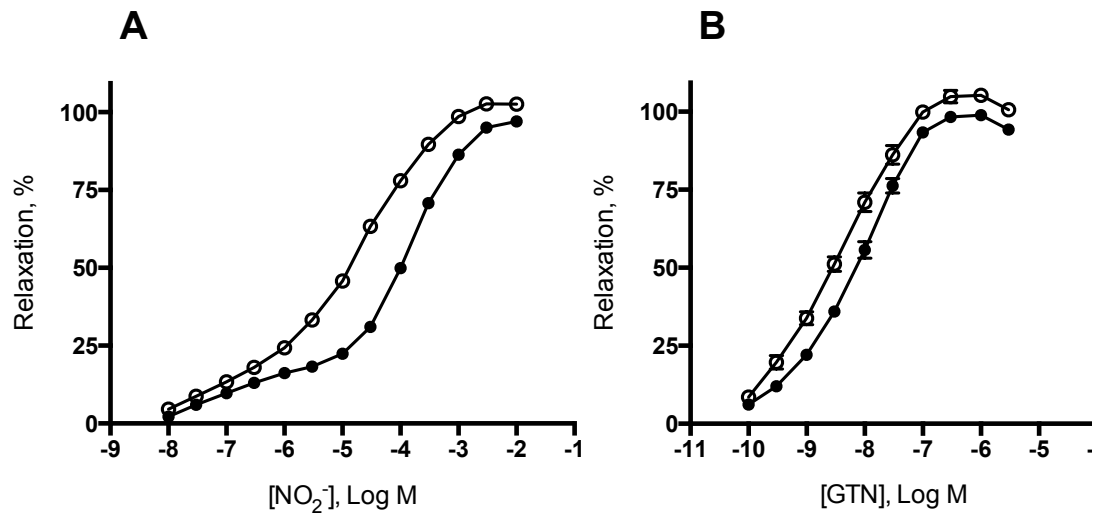 A
B
Relaxation, %
100
75
50
25
0
-9 -8 -7 -6 -5 -4 -3 -2 -1
[NO₂⁻], Log M
Relaxation, %
100
75
50
25
0
-11 -10 -9 -8 -7 -6 -5
[GTN], Log M